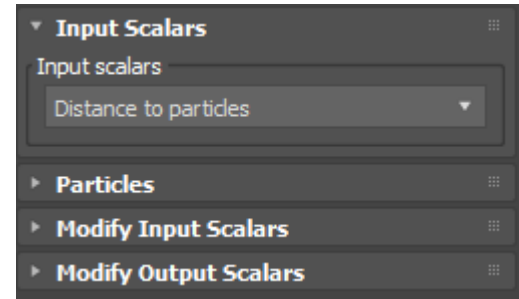 Input Scalars
Input scalars
Distance to particles
Particles
Modify Input Scalars
Modify Output Scalars